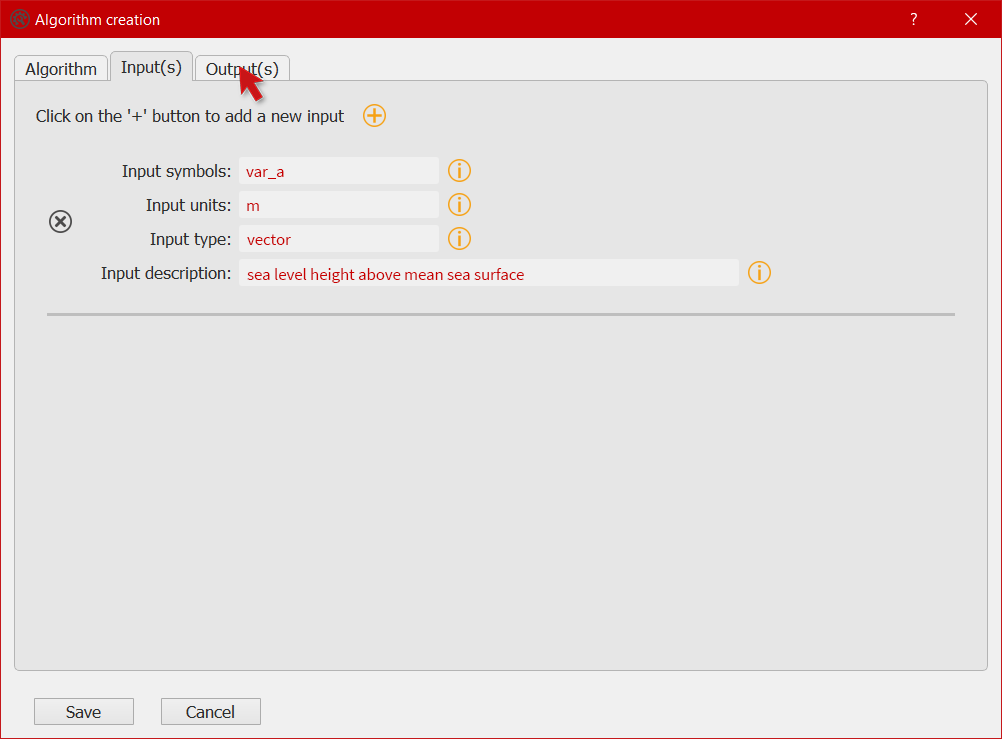 Algorithm creation ?
Algorithm Input(s) Output(s)
Click on the '+' button to add a new input
Input symbols: var_a
Input units: m
Input type: vector
Input description: sea level height above mean sea surface
Save Cancel